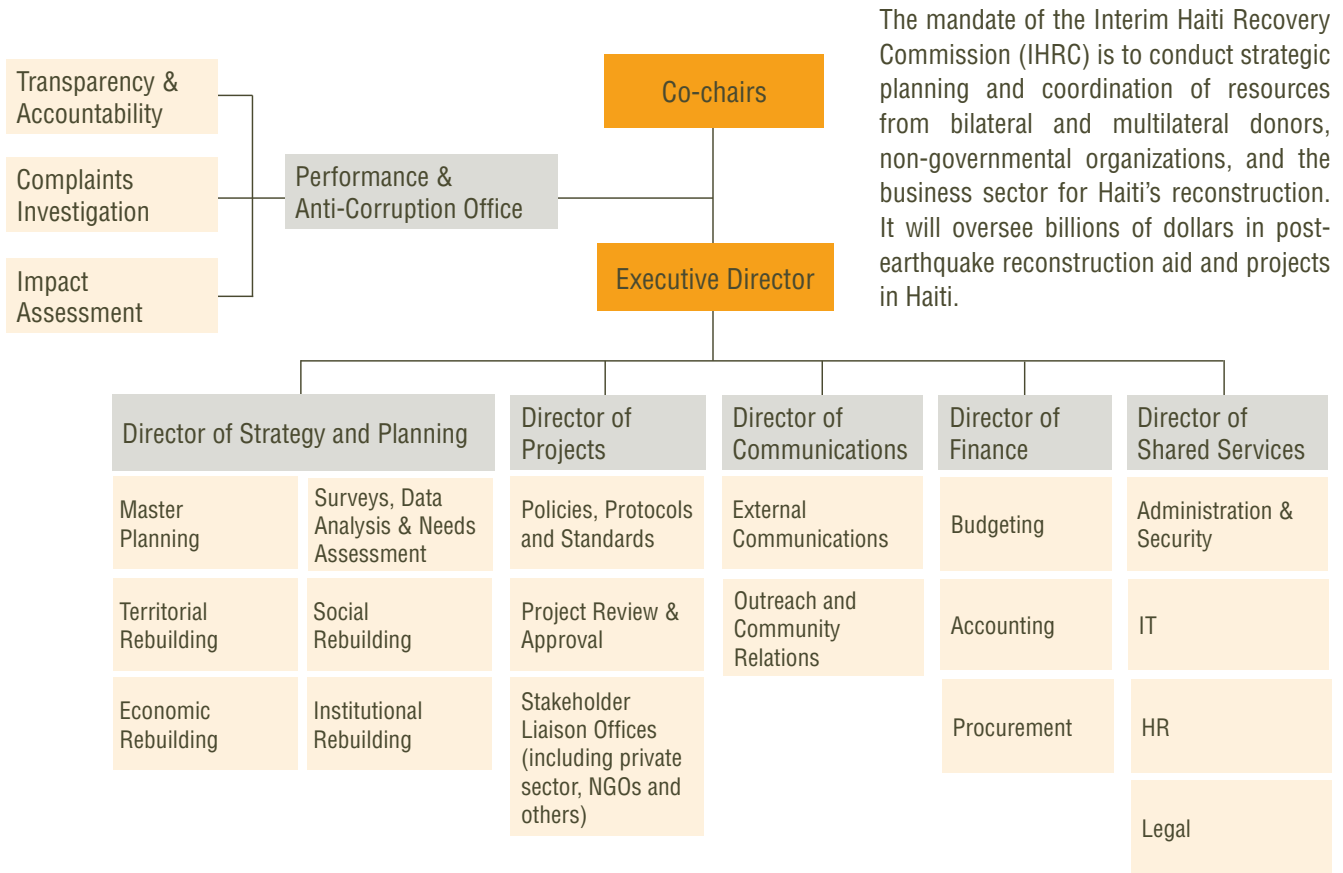 The mandate of the Interim Haiti Recovery
Commission (IHRC) is to conduct strategic
planning and coordination of resources
from bilateral and multilateral donors,
non-governmental organizations, and the
business sector for Haiti's reconstruction.
It will oversee billions of dollars in post-
earthquake reconstruction aid and projects
in Haiti.
Co-chairs
Executive Director
Performance &
Anti-Corruption Office
Transparency &
Accountability
Complaints
Investigation
Impact
Assessment
Director of Strategy and Planning
Master
Planning
Surveys, Data
Analysis & Needs
Assessment
Territorial
Rebuilding
Social
Rebuilding
Economic
Rebuilding
Institutional
Rebuilding
Director of
Projects
Policies, Protocols
and Standards
Project Review &
Approval
Stakeholder
Liaison Offices
(including private
sector, NGOs and
others)
Director of
Communications
External
Communications
Outreach and
Community
Relations
Director of
Finance
Budgeting
Accounting
Procurement
Director of
Shared Services
Administration &
Security
IT
HR
Legal